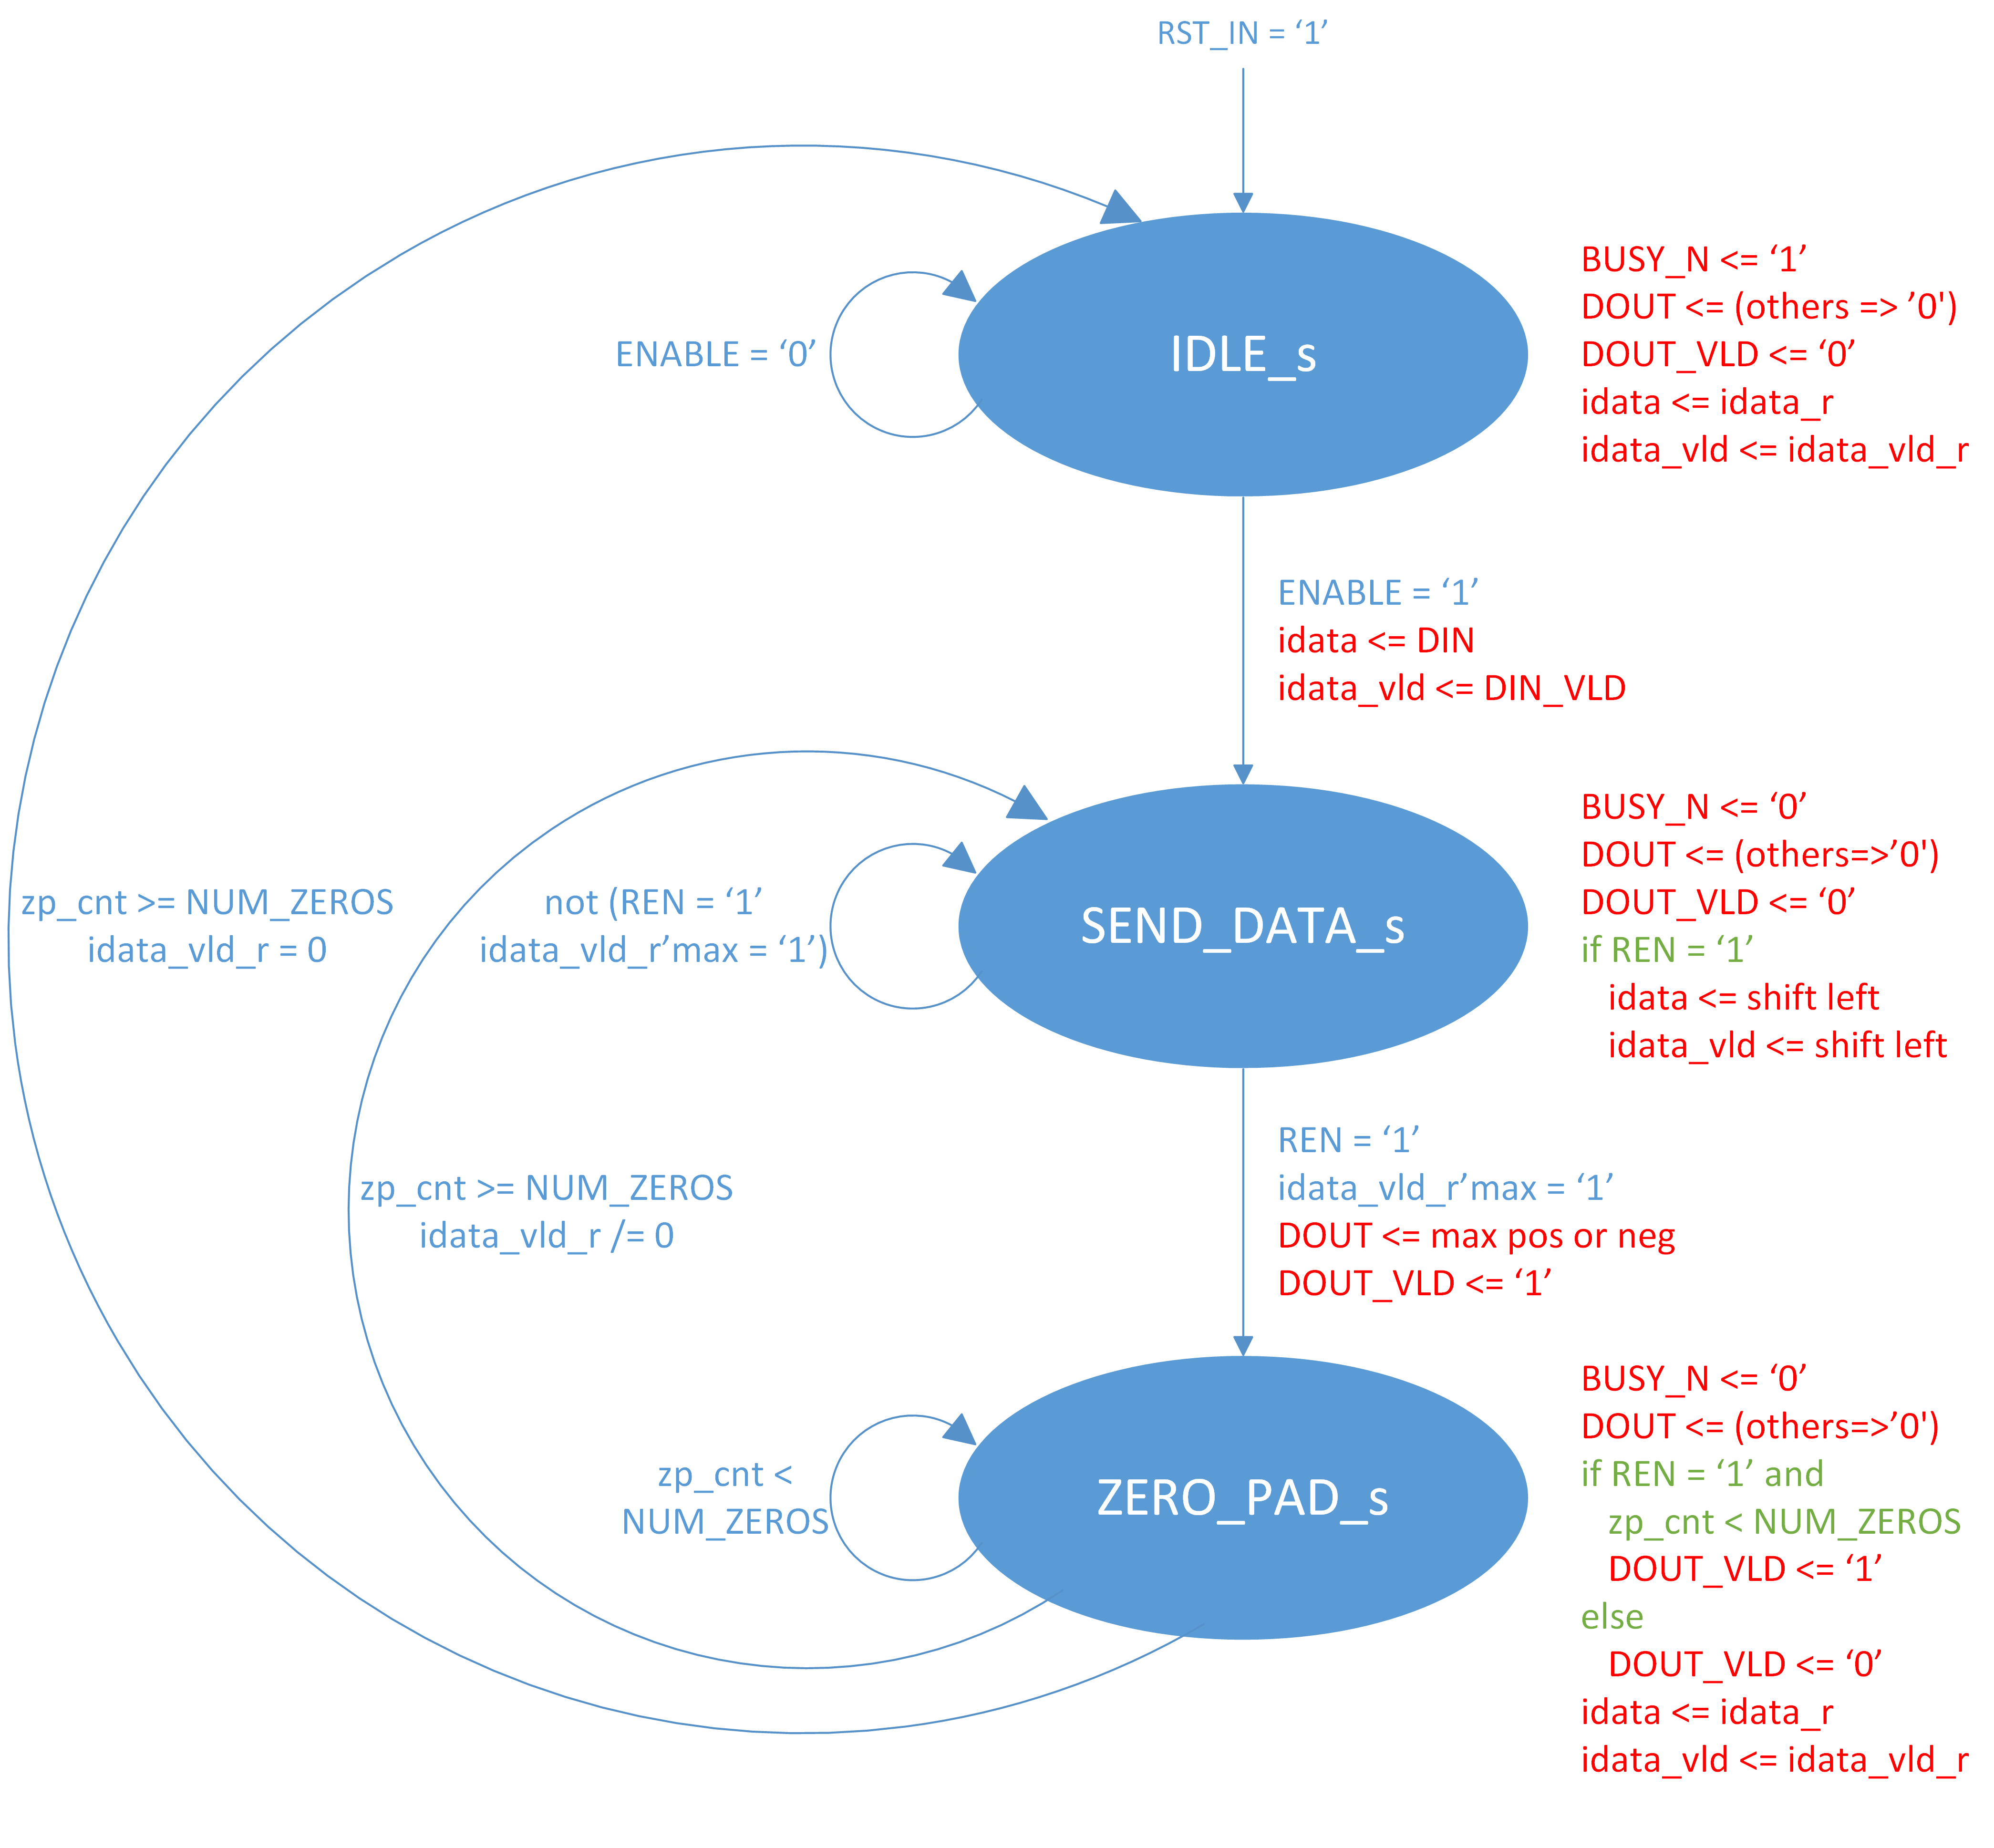 RST_IN = ‘1’
IDLE_s
ENABLE = ‘0’
BUSY_N <= ‘1’
DOUT <= (others => ’0')
DOUT_VLD <= ‘0’
idata <= idata_r
idata_vld <= idata_vld_r
ENABLE = ‘1’
idata <= DIN
idata_vld <= DIN_VLD
zp_cnt >= NUM_ZEROS
idata_vld_r = 0
not (REN = ‘1’
idata_vld_r’max = ‘1’)
SEND_DATA_s
BUSY_N <= ‘0’
DOUT <= (others=>’0')
DOUT_VLD <= ‘0’
if REN = ‘1’
idata <= shift left
idata_vld <= shift left
zp_cnt >= NUM_ZEROS
idata_vld_r /= 0
REN = ‘1’
idata_vld_r’max = ‘1’
DOUT <= max pos or neg
DOUT_VLD <= ‘1’
zp_cnt <
NUM_ZEROS
ZERO_PAD_s
BUSY_N <= ‘0’
DOUT <= (others=>’0')
if REN = ‘1’ and
zp_cnt < NUM_ZEROS
DOUT_VLD <= ‘1’
else
DOUT_VLD <= ‘0’
idata <= idata_r
idata_vld <= idata_vld_r